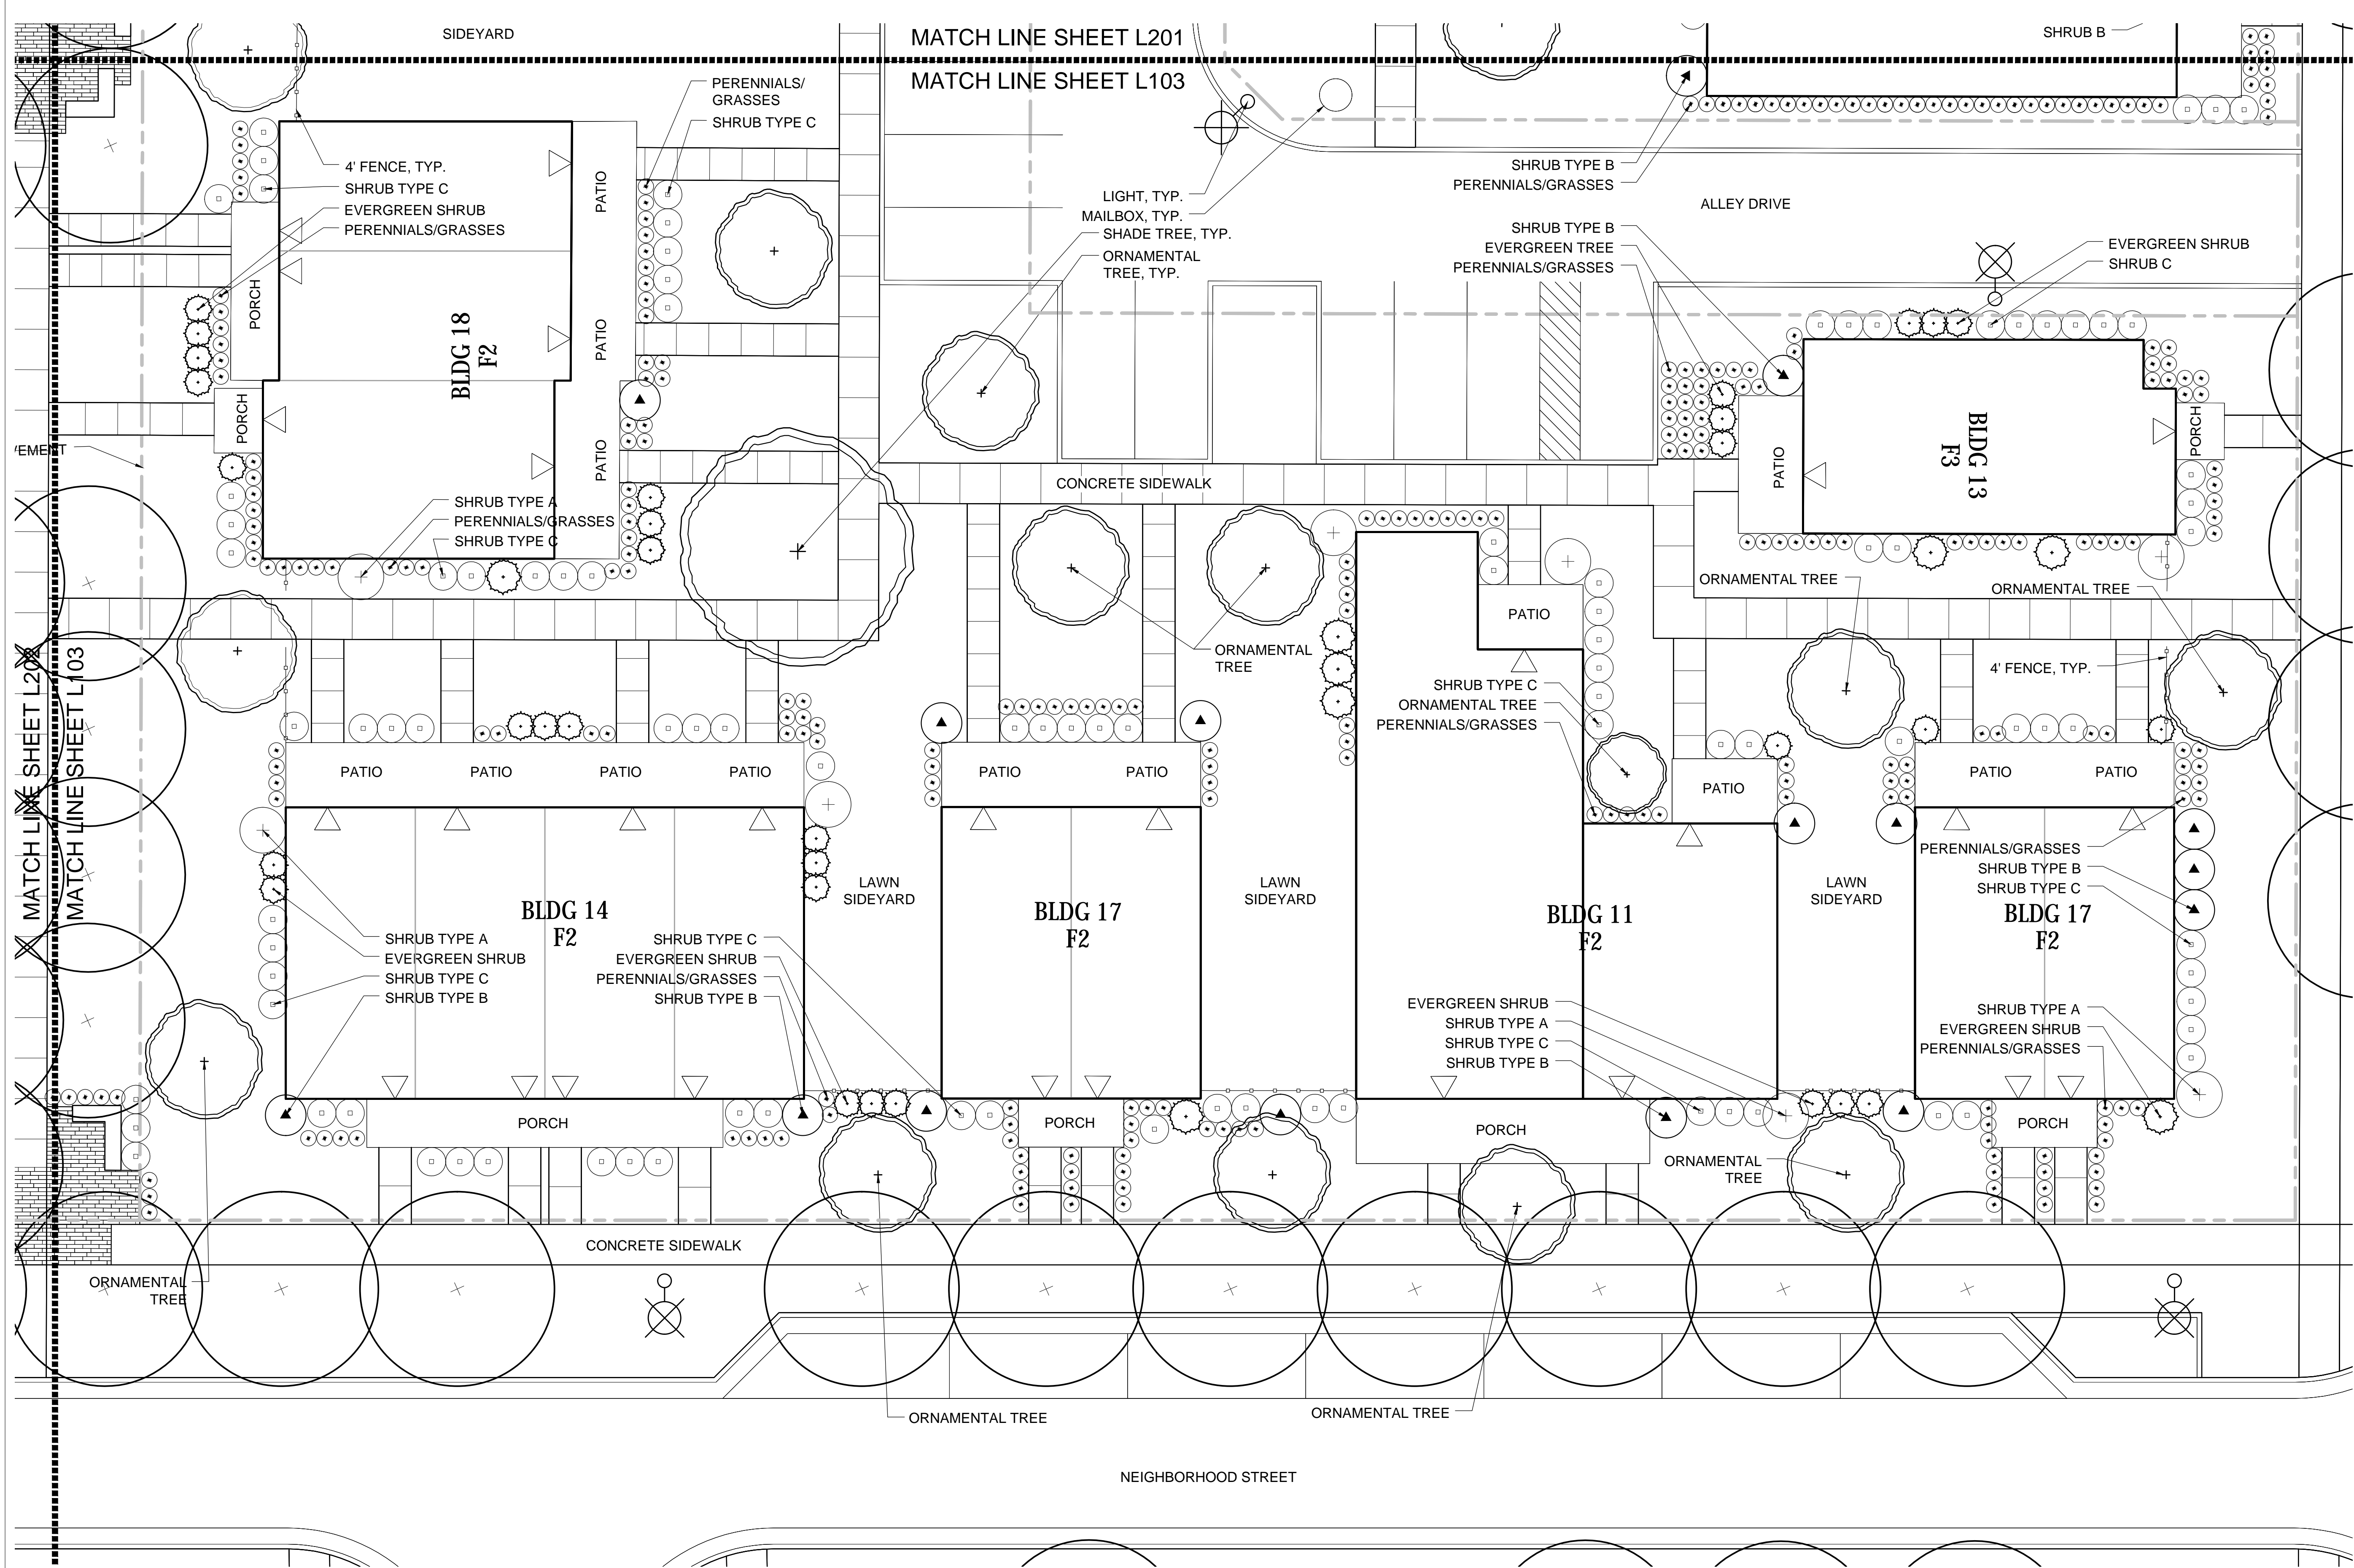 SIDEYARD
MATCH LINE SHEET L201
MATCH LINE SHEET L103
SHRUB B
PERENNIALS/
GRASSES
SHRUB TYPE C
4' FENCE, TYP.
SHRUB TYPE C
EVERGREEN SHRUB
PERENNIALS/GRASSES
PATIO
PATIO
PATIO
PORCH
PORCH
BLDG 18
F2
VEMENT
SHRUB TYPE A
PERENNIALS/GRASSES
SHRUB TYPE C
LIGHT, TYP.
MAILBOX, TYP.
SHADE TREE, TYP.
ORNAMENTAL
TREE, TYP.
SHRUB TYPE B
PERENNIALS/GRASSES
ALLEY DRIVE
SHRUB TYPE B
EVERGREEN TREE
PERENNIALS/GRASSES
EVERGREEN SHRUB
SHRUB C
BLDG 13
F3
PATIO
PORCH
CONCRETE SIDEWALK
ORNAMENTAL TREE
ORNAMENTAL TREE
PATIO
ORNAMENTAL
TREE
4' FENCE, TYP.
SHRUB TYPE C
ORNAMENTAL TREE
PERENNIALS/GRASSES
MATCH LINE SHEET L202
MATCH LINE SHEET L103
PATIO
PATIO
PATIO
PATIO
PATIO
PATIO
PATIO
PATIO
PATIO
PERENNIALS/GRASSES
SHRUB TYPE B
SHRUB TYPE C
LAWN
SIDEYARD
LAWN
SIDEYARD
LAWN
SIDEYARD
BLDG 14
F2
BLDG 17
F2
BLDG 11
F2
BLDG 17
F2
SHRUB TYPE A
EVERGREEN SHRUB
SHRUB TYPE C
SHRUB TYPE B
SHRUB TYPE C
EVERGREEN SHRUB
PERENNIALS/GRASSES
SHRUB TYPE B
EVERGREEN SHRUB
SHRUB TYPE A
SHRUB TYPE C
SHRUB TYPE B
SHRUB TYPE A
EVERGREEN SHRUB
PERENNIALS/GRASSES
PORCH
PORCH
PORCH
PORCH
ORNAMENTAL
TREE
CONCRETE SIDEWALK
ORNAMENTAL
TREE
ORNAMENTAL TREE
ORNAMENTAL TREE
NEIGHBORHOOD STREET